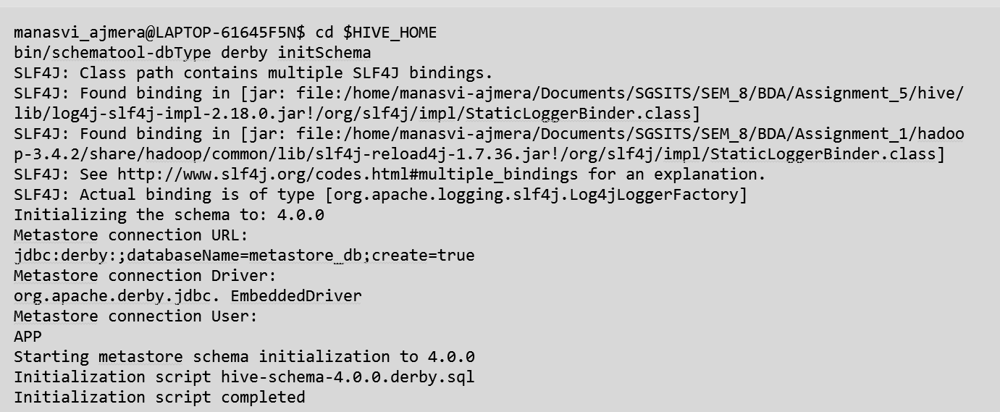 manasvi_ajmera@LAPTOP-61645F5N$ cd $HIVE_HOME
bin/schematool-dbType derby initSchema
SLF4J: Class path contains multiple SLF4J bindings.
SLF4J: Found binding in [jar: file:/home/manasvi-ajmera/Documents/SGSITS/SEM_8/BDA/Assignment_5/hive/
lib/log4j-slf4j-impl-2.18.0.jar!/org/slf4j/impl/StaticLoggerBinder.class]
SLF4J: Found binding in [jar: file:/home/manasvi-ajmera/Documents/SGSITS/SEM_8/BDA/Assignment_1/hadoo
p-3.4.2/share/hadoop/common/lib/slf4j-reload4j-1.7.36.jar!/org/slf4j/impl/StaticLoggerBinder.class]
SLF4J: See http://www.slf4j.org/codes.html#multiple_bindings for an explanation.
SLF4J: Actual binding is of type [org.apache.logging.slf4j.Log4jLoggerFactory]
Initializing the schema to: 4.0.0
Metastore connection URL:
jdbc:derby:;databaseName=metastore_db;create=true
Metastore connection Driver:
org.apache.derby.jdbc. EmbeddedDriver
Metastore connection User:
APP
Starting metastore schema initialization to 4.0.0
Initialization script hive-schema-4.0.0.derby.sql
Initialization script completed